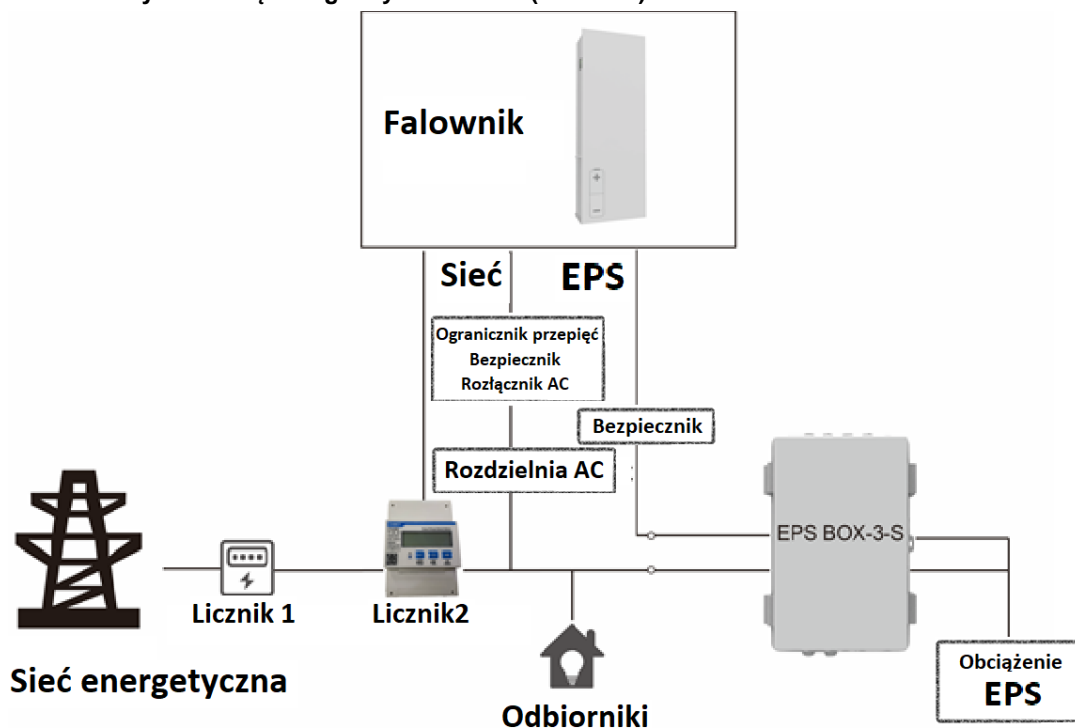 Falownik
Sieć
EPS
Ogranicznik przepięć
Bezpiecznik
Rozłącznik AC
Bezpiecznik
Rozdzielnia AC
EPS BOX-3-S
Licznik 1
Licznik2
Sieć energetyczna
Odbiorniki
Obciążenie
EPS